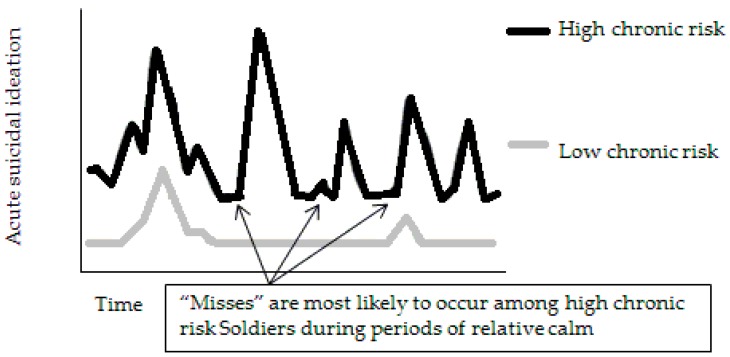 High chronic risk
Acute suicidal ideation
Low chronic risk
Time
“Misses” are most likely to occur among high chronic
risk Soldiers during periods of relative calm